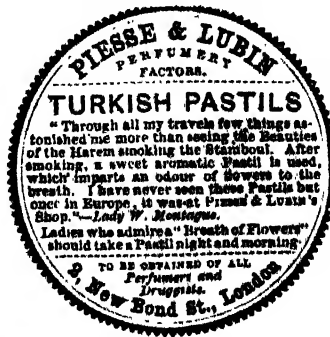 PIESSE & LUBIN
PERFUMERY
FACTORS.
TURKISH PASTILS
"Through all my travels few things as-
tonished me more than seeing the Beauties
of the Harem smoking the Stamboul. After
smoking, a sweet aromatic Pastil is used,
which imparts an odour of flowers to the
breath. I have never seen these Pastils but
once in Europe, it was at PIESSE & LUBIN'S
Shop."—Lady W. Montague.
Ladies who admire a "Breath of Flowers"
should take a Pastil night and morning.
TO BE OBTAINED OF ALL
Perfumers and
Druggists.
2, New Bond St., London